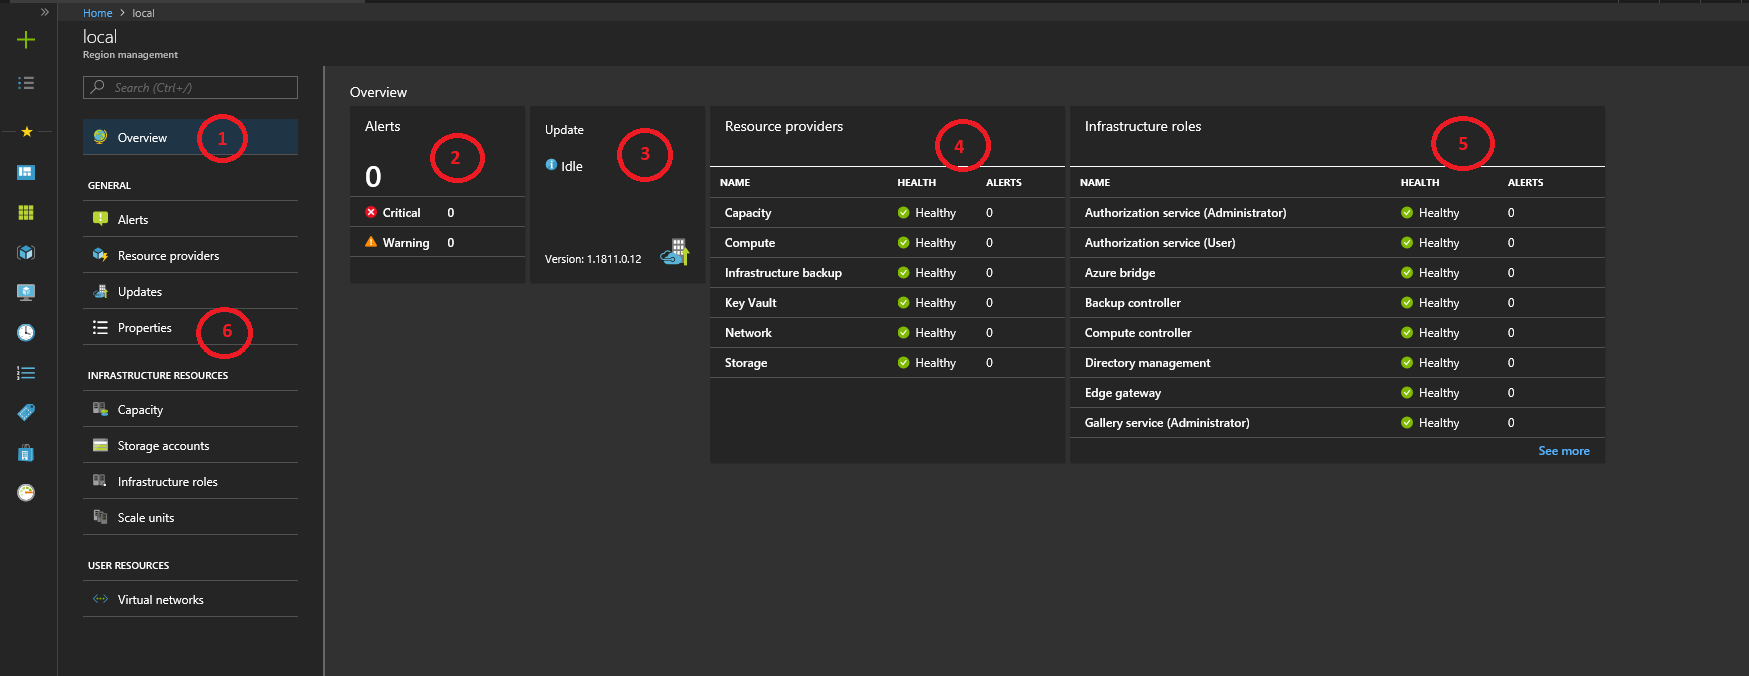 Home > local
local
Region management
Search (Ctrl+/)
Overview 1
GENERAL
Alerts
Resource providers
Updates
Properties 6
INFRASTRUCTURE RESOURCES
Capacity
Storage accounts
Infrastructure roles
Scale units
USER RESOURCES
Virtual networks
Overview
Alerts
2
0
Critical 0
Warning 0
Update
3
Idle
Version: 1.1811.0.12
Resource providers
4
NAME HEALTH ALERTS
Capacity Healthy 0
Compute Healthy 0
Infrastructure backup Healthy 0
Key Vault Healthy 0
Network Healthy 0
Storage Healthy 0
Infrastructure roles
5
NAME HEALTH ALERTS
Authorization service (Administrator) Healthy 0
Authorization service (User) Healthy 0
Azure bridge Healthy 0
Backup controller Healthy 0
Compute controller Healthy 0
Directory management Healthy 0
Edge gateway Healthy 0
Gallery service (Administrator) Healthy 0
See more